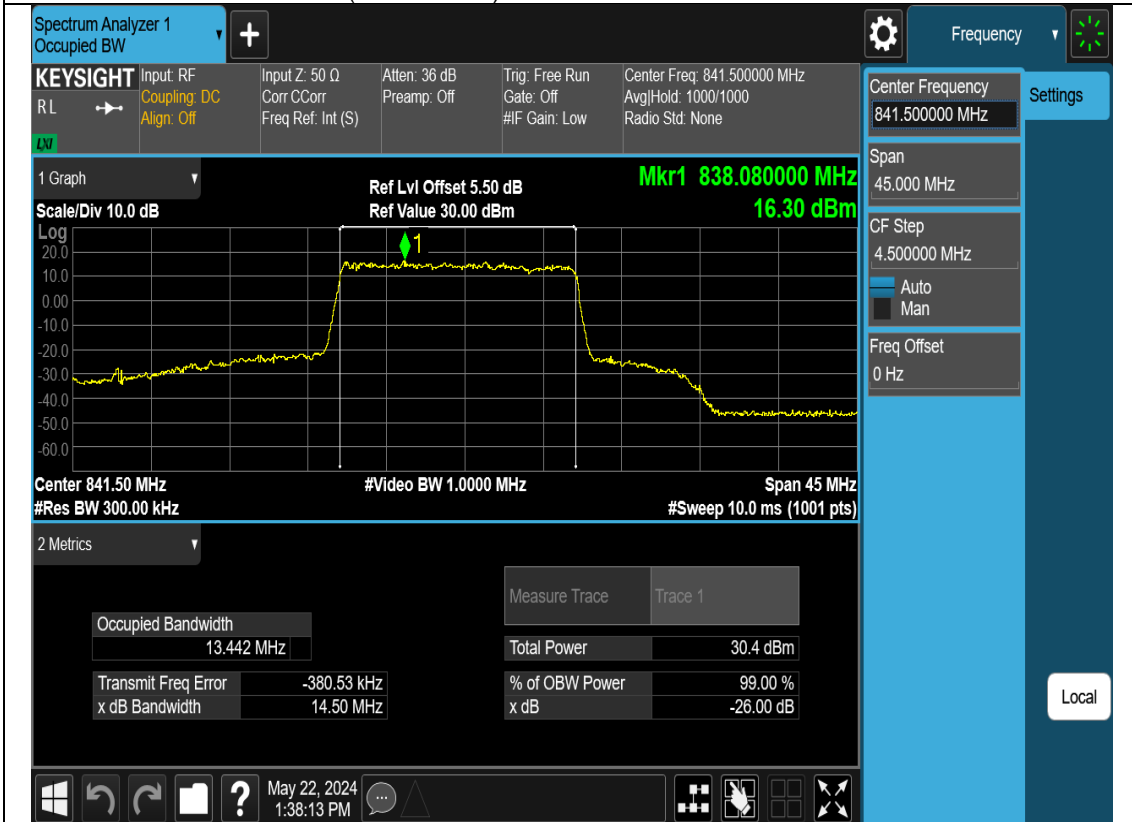 Spectrum Analyzer 1
Occupied BW
+
Frequency
KEYSIGHT
R L
LXI
Input: RF
Coupling: DC
Align: Off
Input Z: 50 Ω
Corr CCorr
Freq Ref: Int (S)
Atten: 36 dB
Preamp: Off
Trig: Free Run
Gate: Off
#IF Gain: Low
Center Freq: 841.500000 MHz
Avg|Hold: 1000/1000
Radio Std: None
Center Frequency
841.500000 MHz
Settings
Span
45.000 MHz
CF Step
4.500000 MHz
Auto
Man
Freq Offset
0 Hz
Local
1 Graph
Scale/Div 10.0 dB
Ref Lvl Offset 5.50 dB
Ref Value 30.00 dBm
Mkr1 838.080000 MHz
16.30 dBm
Log
1
20.0
10.0
0.00
-10.0
-20.0
-30.0
-40.0
-50.0
-60.0
Center 841.50 MHz
#Video BW 1.0000 MHz
Span 45 MHz
#Res BW 300.00 kHz
#Sweep 10.0 ms (1001 pts)
2 Metrics
Measure Trace Trace 1
Occupied Bandwidth
13.442 MHz
Total Power 30.4 dBm
Transmit Freq Error -380.53 kHz
% of OBW Power 99.00 %
x dB Bandwidth 14.50 MHz
x dB -26.00 dB
?
May 22, 2024
1:38:13 PM